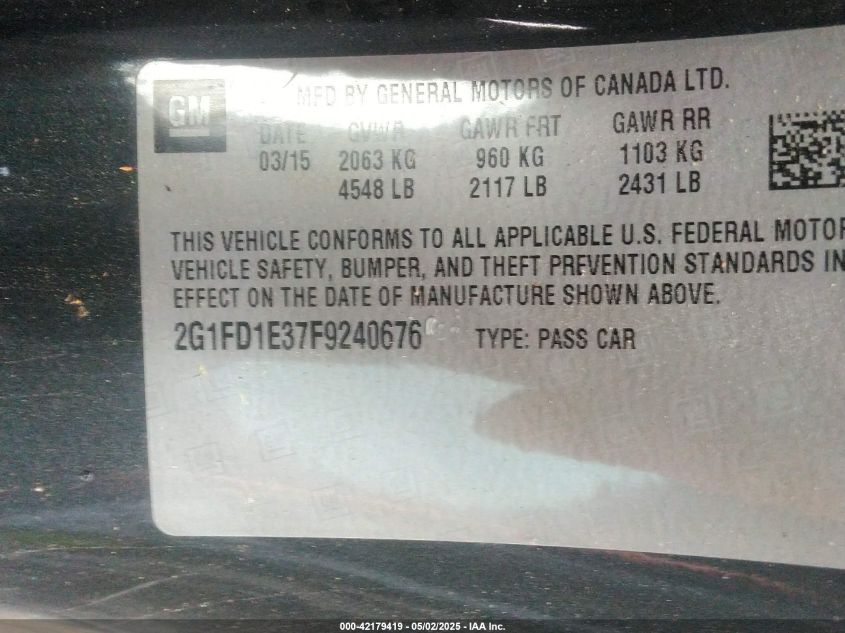 GM
MFD BY GENERAL MOTORS OF CANADA LTD.
DATE GVWR GAWR FRT GAWR RR
03/15 2063 KG 960 KG 1103 KG
4548 LB 2117 LB 2431 LB
THIS VEHICLE CONFORMS TO ALL APPLICABLE U.S. FEDERAL MOTOR
VEHICLE SAFETY, BUMPER, AND THEFT PREVENTION STANDARDS IN
EFFECT ON THE DATE OF MANUFACTURE SHOWN ABOVE.
2G1FD1E37F9240676 TYPE: PASS CAR
000-42179419 - 05/02/2025 - IAA Inc.